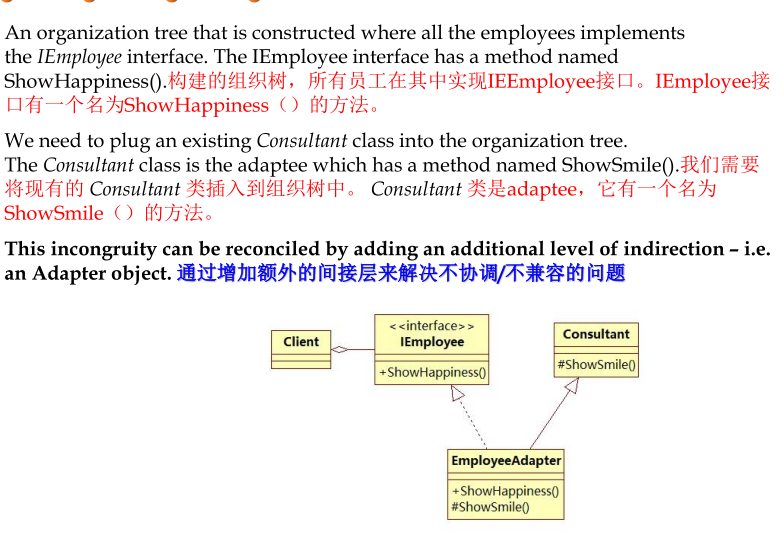 An organization tree that is constructed where all the employees implements
the IEmployee interface. The IEmployee interface has a method named
ShowHappiness().构建的组织树，所有员工在其中实现IEEmployee接口。IEmployee接
口有一个名为ShowHappiness（）的方法。
We need to plug an existing Consultant class into the organization tree.
The Consultant class is the adaptee which has a method named ShowSmile().我们需要
将现有的 Consultant 类插入到组织树中。 Consultant 类是adaptee，它有一个名为
ShowSmile（）的方法。
This incongruity can be reconciled by adding an additional level of indirection – i.e.
an Adapter object. 通过增加额外的间接层来解决不协调/不兼容的问题
<<interface>>
Client
IEmployee
Consultant
+ShowHappiness()
#ShowSmile()
EmployeeAdapter
+ShowHappiness()
#ShowSmile()